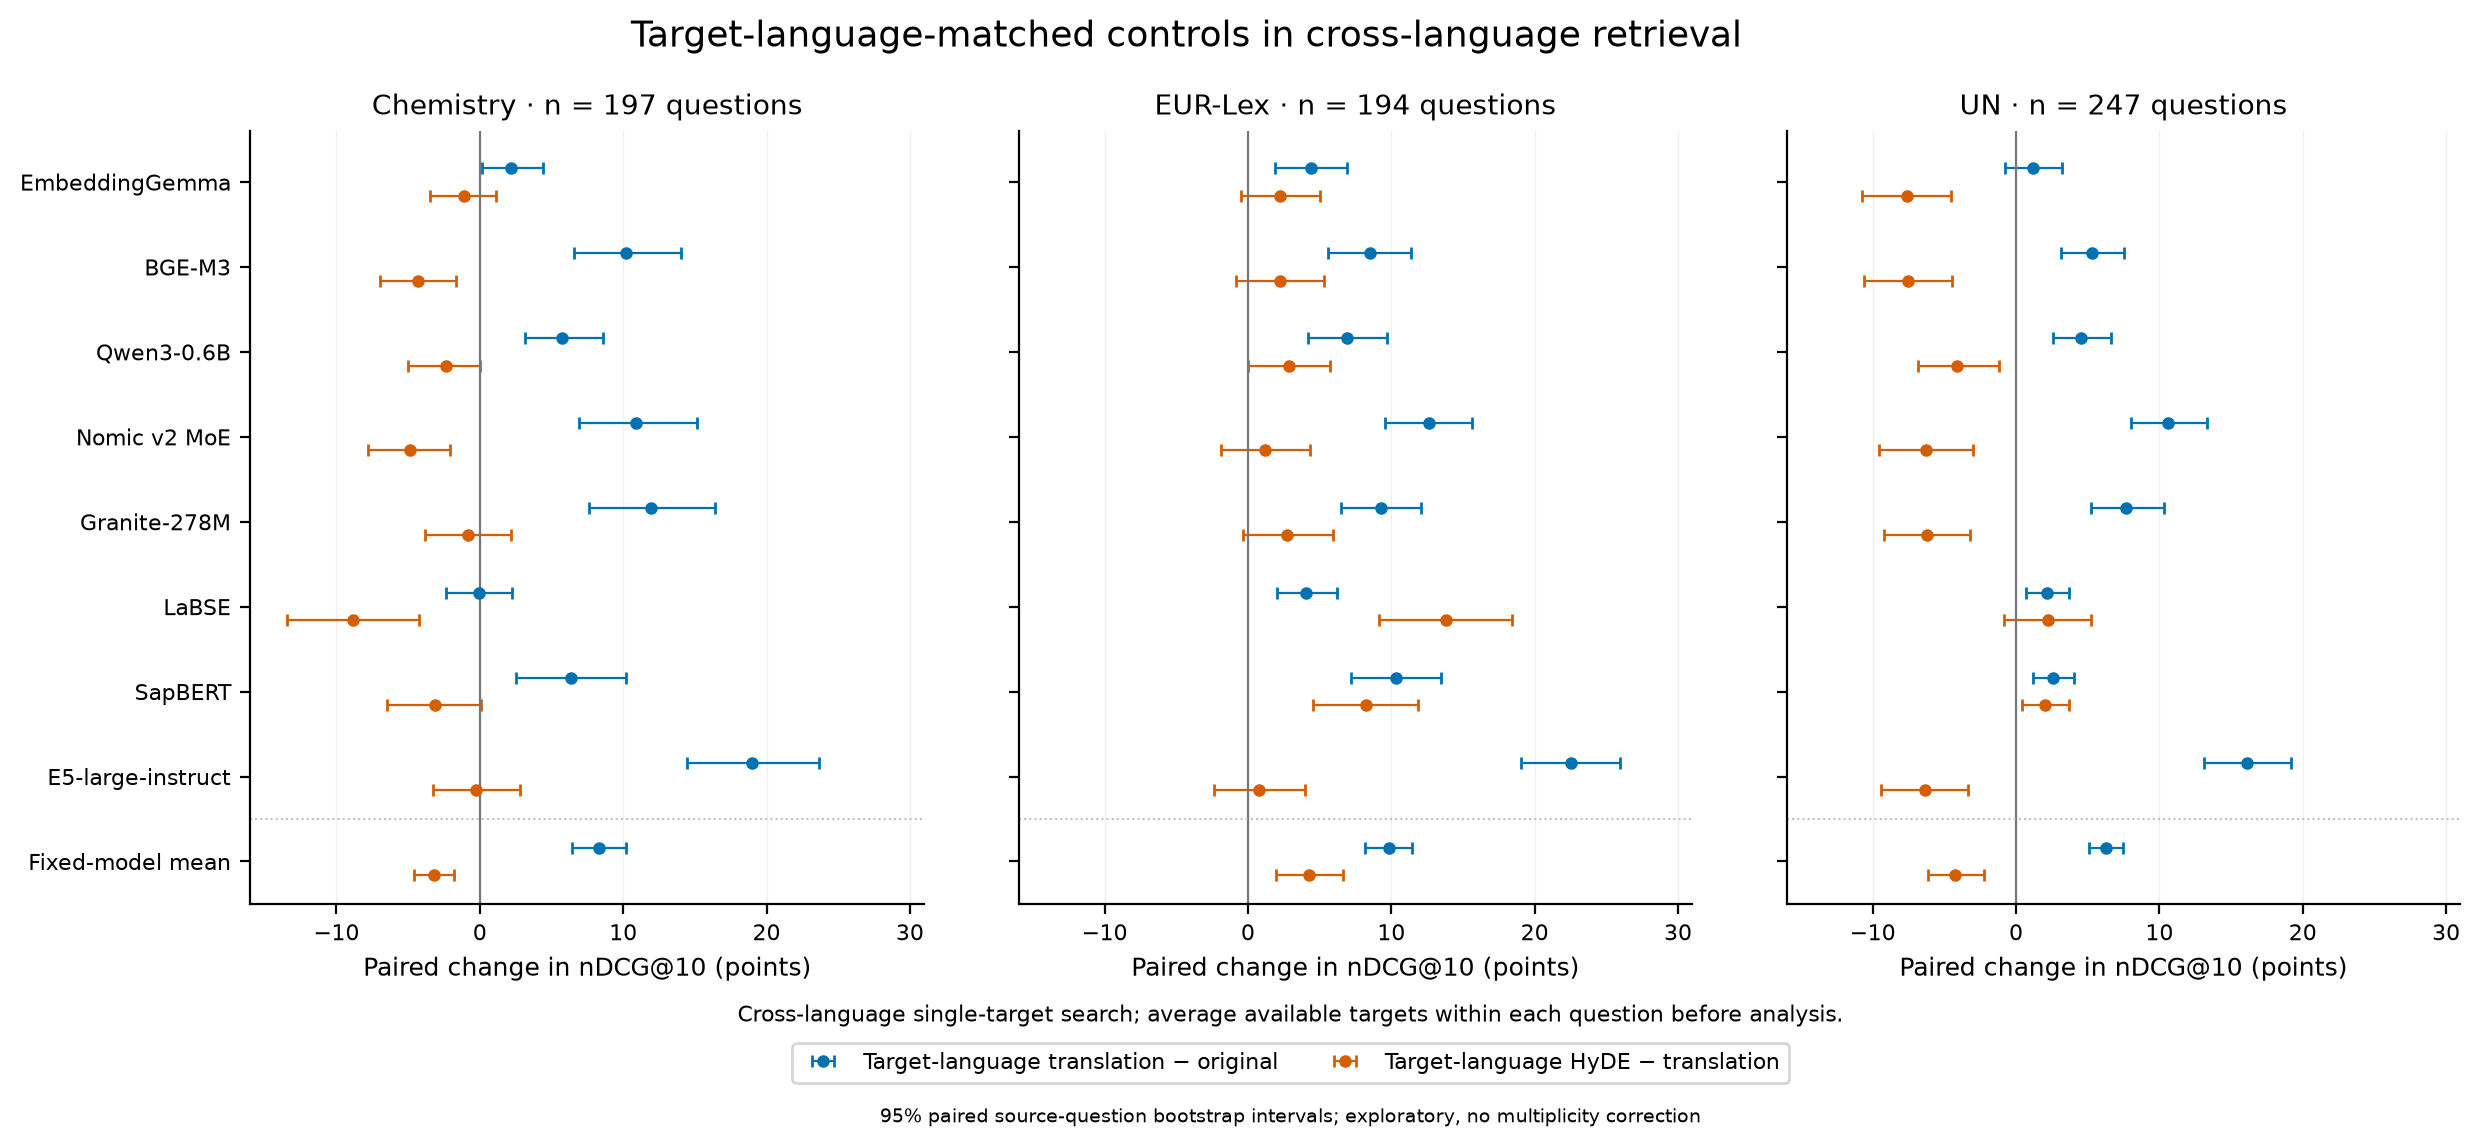 Target-language-matched controls in cross-language retrieval
Chemistry · n = 197 questions
EUR-Lex · n = 194 questions
UN · n = 247 questions
EmbeddingGemma
BGE-M3
Qwen3-0.6B
Nomic v2 MoE
Granite-278M
LaBSE
SapBERT
E5-large-instruct
Fixed-model mean
−10 0 10 20 30
−10 0 10 20 30
−10 0 10 20 30
Paired change in nDCG@10 (points)
Paired change in nDCG@10 (points)
Paired change in nDCG@10 (points)
Cross-language single-target search; average available targets within each question before analysis.
Target-language translation − original
Target-language HyDE − translation
95% paired source-question bootstrap intervals; exploratory, no multiplicity correction